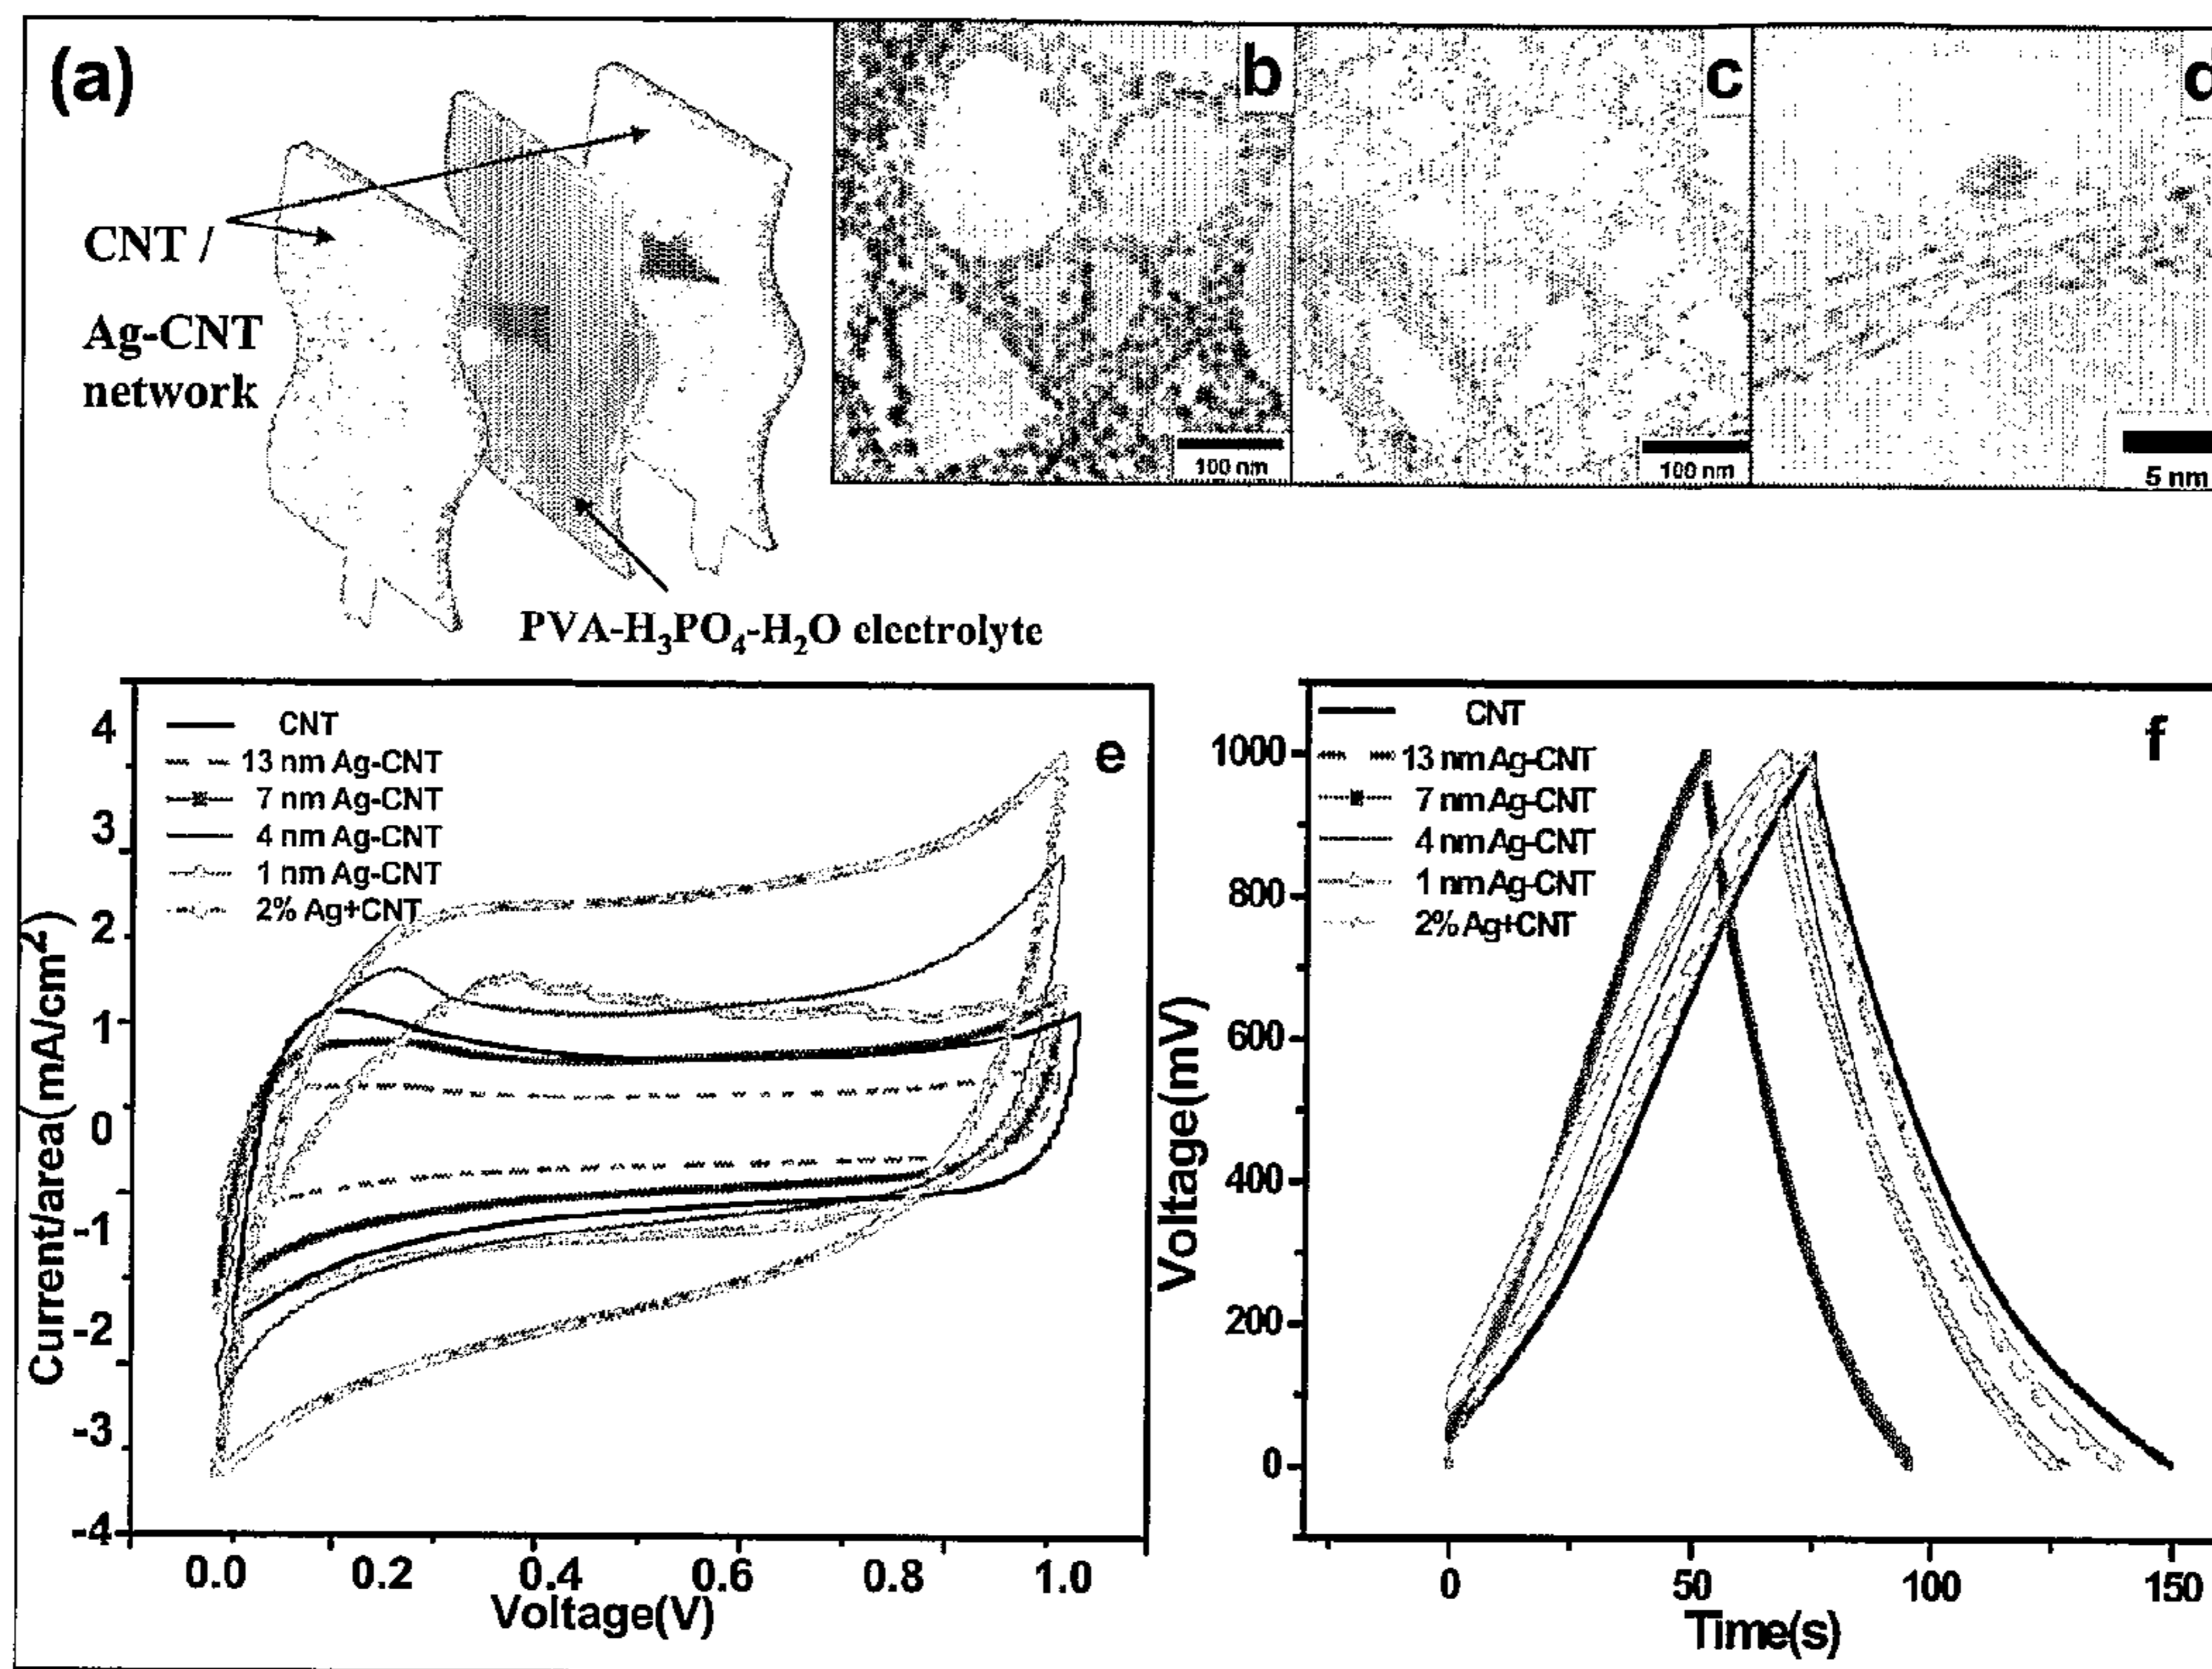 (a)
CNT /
Ag-CNT
network
PVA-H₃PO₄-H₂O electrolyte
b
100 nm
c
100 nm
d
5 nm
e
CNT
13 nm Ag-CNT
7 nm Ag-CNT
4 nm Ag-CNT
1 nm Ag-CNT
2% Ag+CNT
4
3
2
1
0
-1
-2
-3
-4
Current/area(mA/cm²)
0.0 0.2 0.4 0.6 0.8 1.0
Voltage(V)
f
CNT
13 nm Ag-CNT
7 nm Ag-CNT
4 nm Ag-CNT
1 nm Ag-CNT
2% Ag+CNT
1000
800
600
400
200
0
Voltage(mV)
0 50 100 150
Time(s)